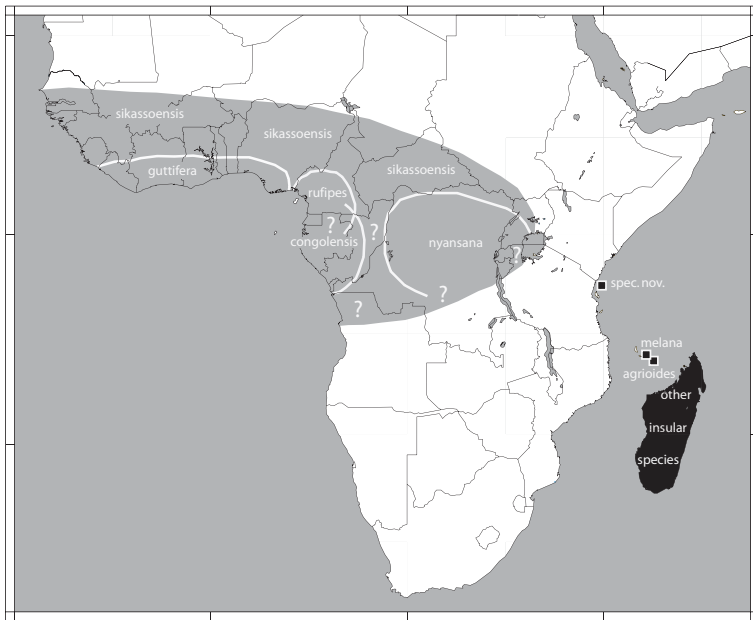 sikassoensis
sikassoensis
guttifera
sikassoensis
rufipes
?
?
congolensis
nyansana
?
spec. nov.
?
?
melana
agrioides
other
insular
species